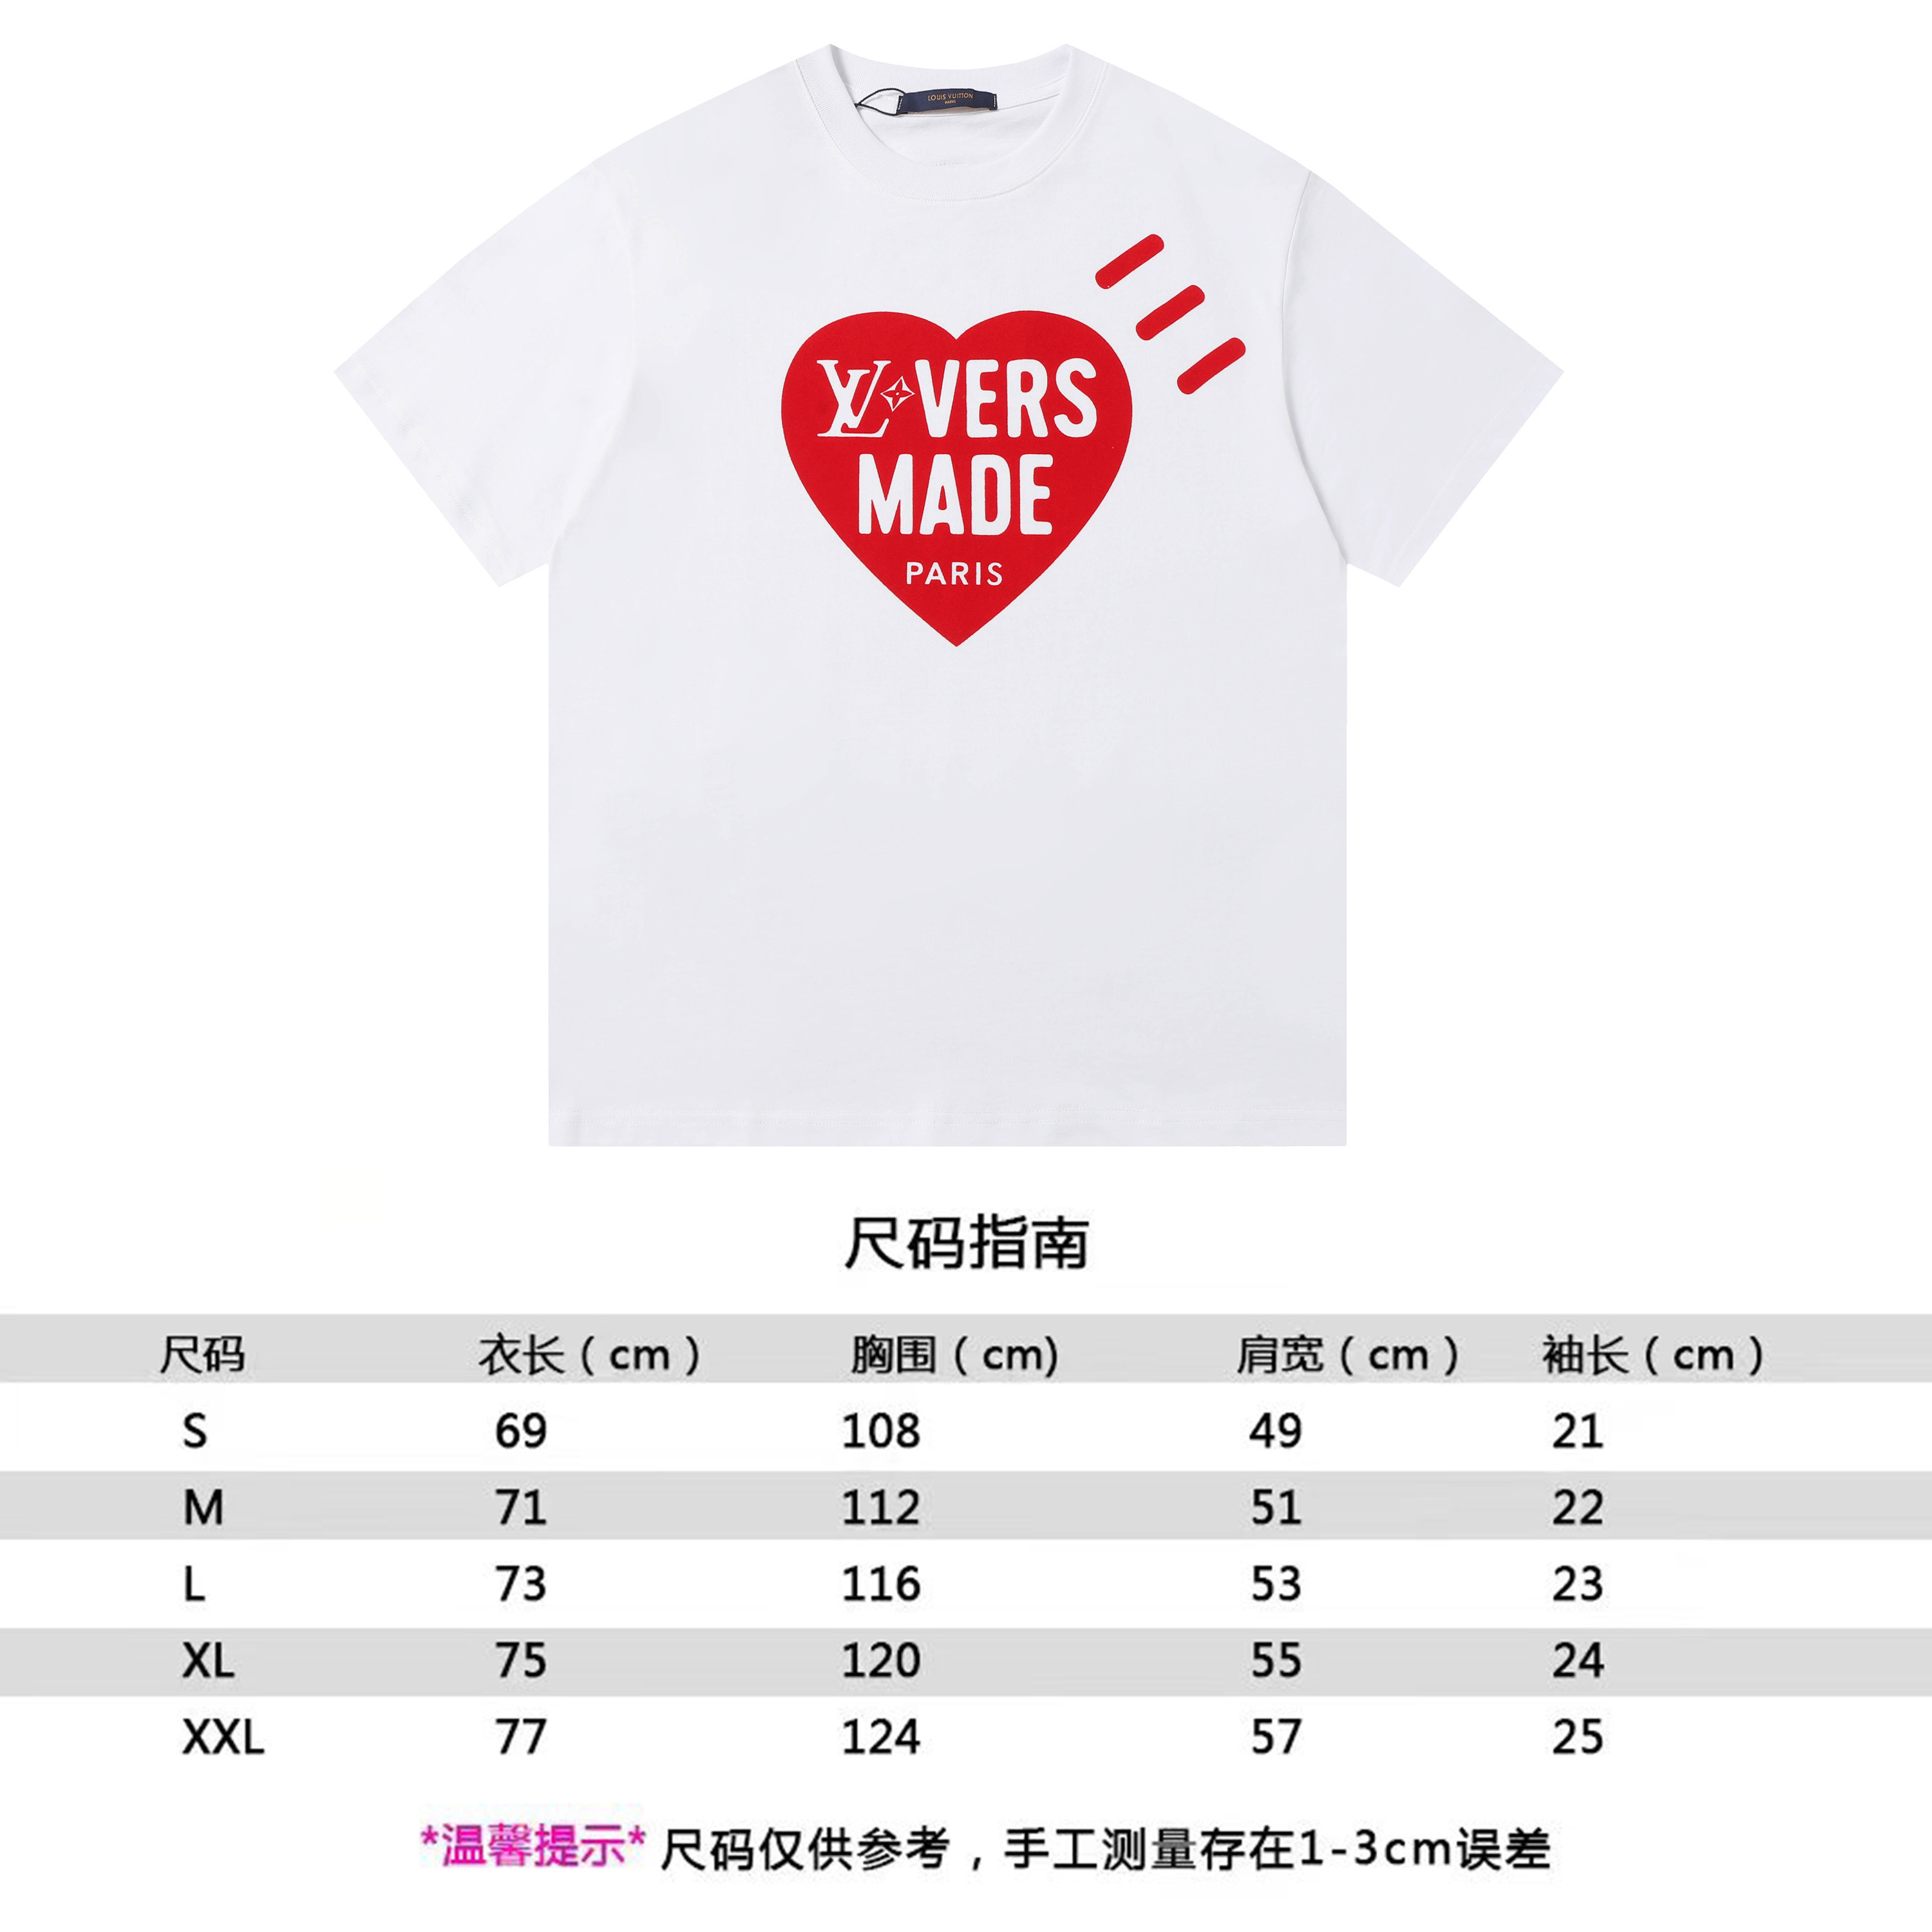 LOUIS VUITTON
PARIS
LV VERS
MADE
PARIS
尺码指南
尺码 衣长（cm） 胸围（cm) 肩宽（cm） 袖长（cm）
S 69 108 49 21
M 71 112 51 22
L 73 116 53 23
XL 75 120 55 24
XXL 77 124 57 25
*温馨提示* 尺码仅供参考，手工测量存在1-3cm误差